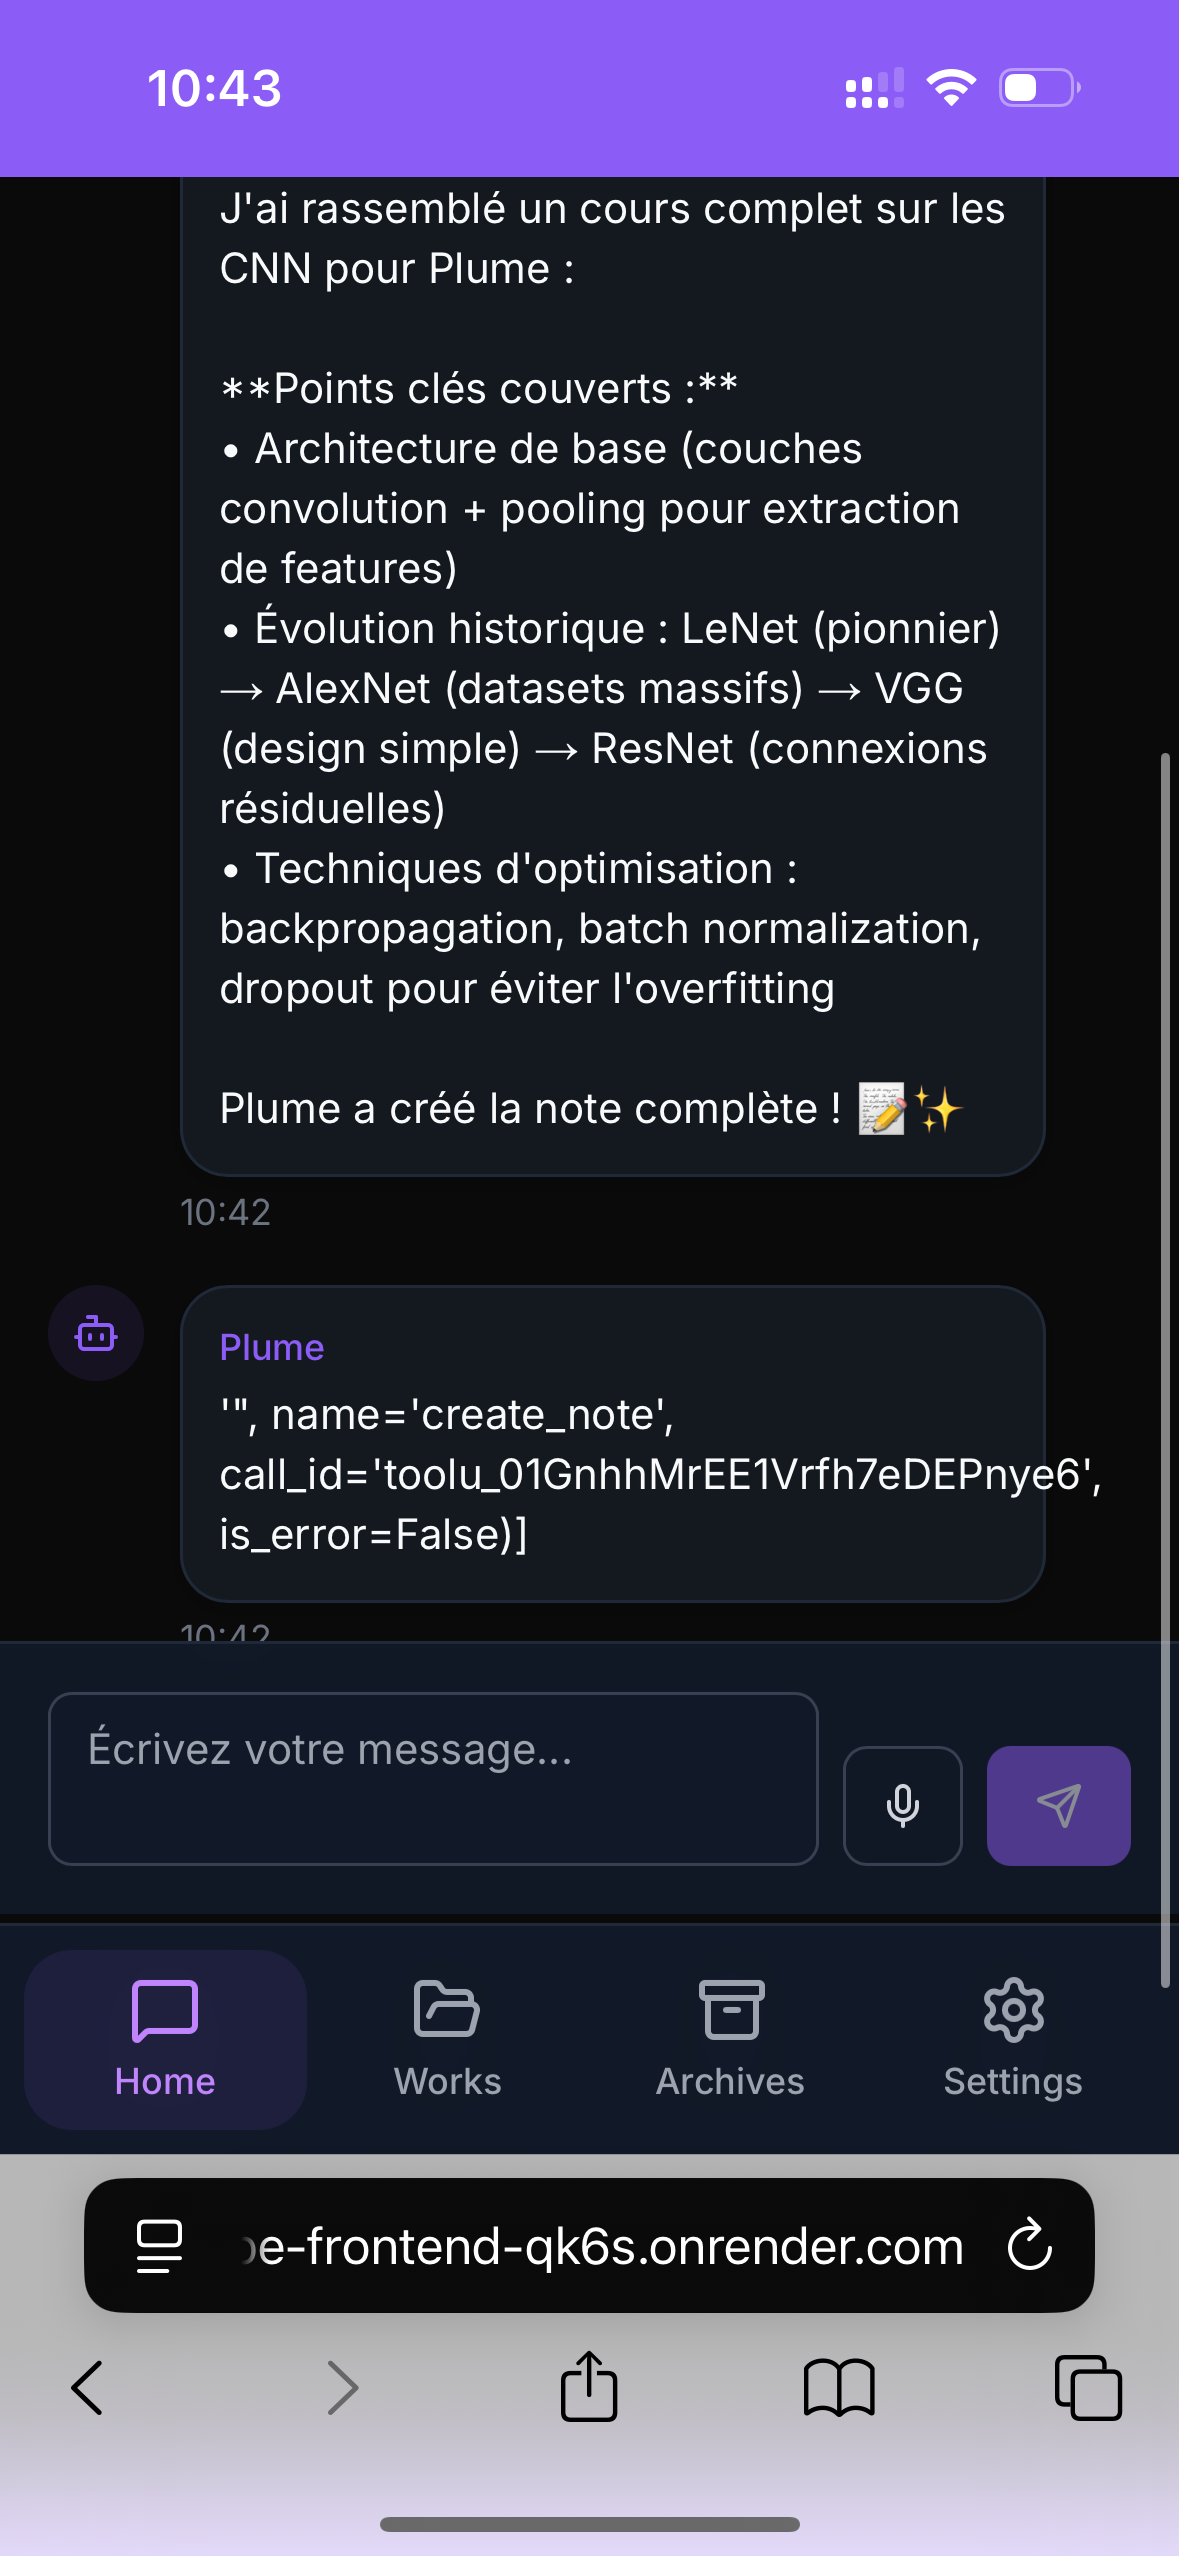 10:43
J'ai rassemblé un cours complet sur les
CNN pour Plume :
**Points clés couverts :**
• Architecture de base (couches
convolution + pooling pour extraction
de features)
• Évolution historique : LeNet (pionnier)
→ AlexNet (datasets massifs) → VGG
(design simple) → ResNet (connexions
résiduelles)
• Techniques d'optimisation :
backpropagation, batch normalization,
dropout pour éviter l'overfitting
Plume a créé la note complète ! 📝✨
10:42
Plume
'", name='create_note',
call_id='toolu_01GnhhMrEE1Vrfh7eDEPnye6',
is_error=False)]
10:42
Écrivez votre message...
Home
Works
Archives
Settings
e-frontend-qk6s.onrender.com